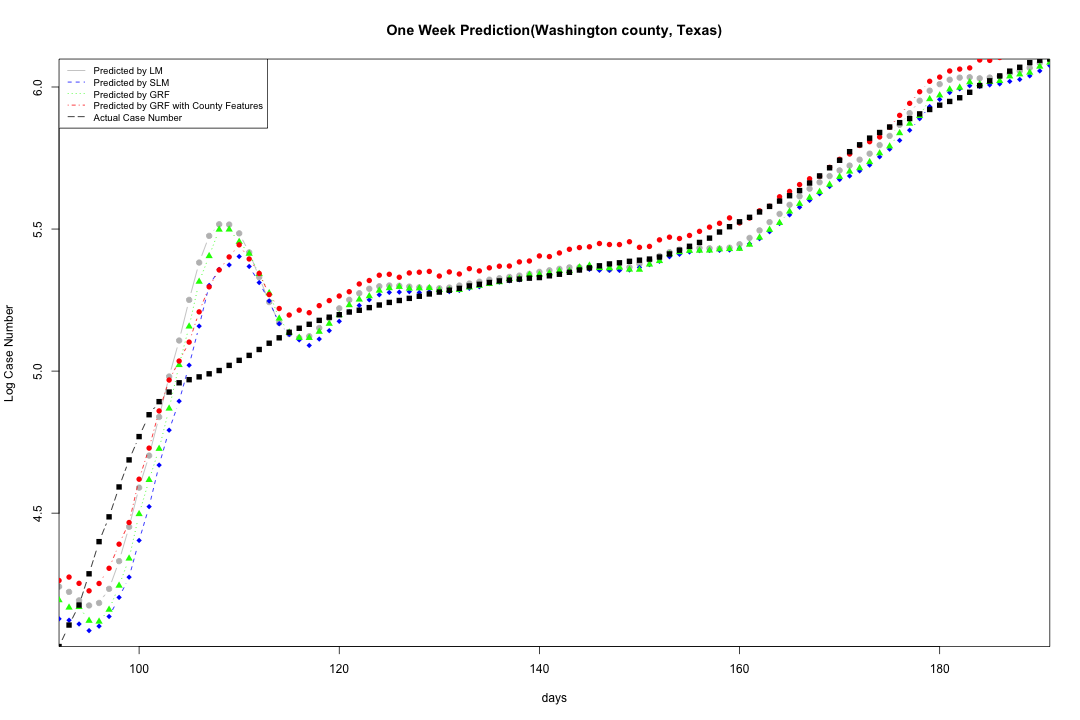 One Week Prediction(Washington county, Texas)
Predicted by LM
Predicted by SLM
Predicted by GRF
Predicted by GRF with County Features
Actual Case Number
6.0
5.5
5.0
4.5
Log Case Number
100 120 140 160 180
days